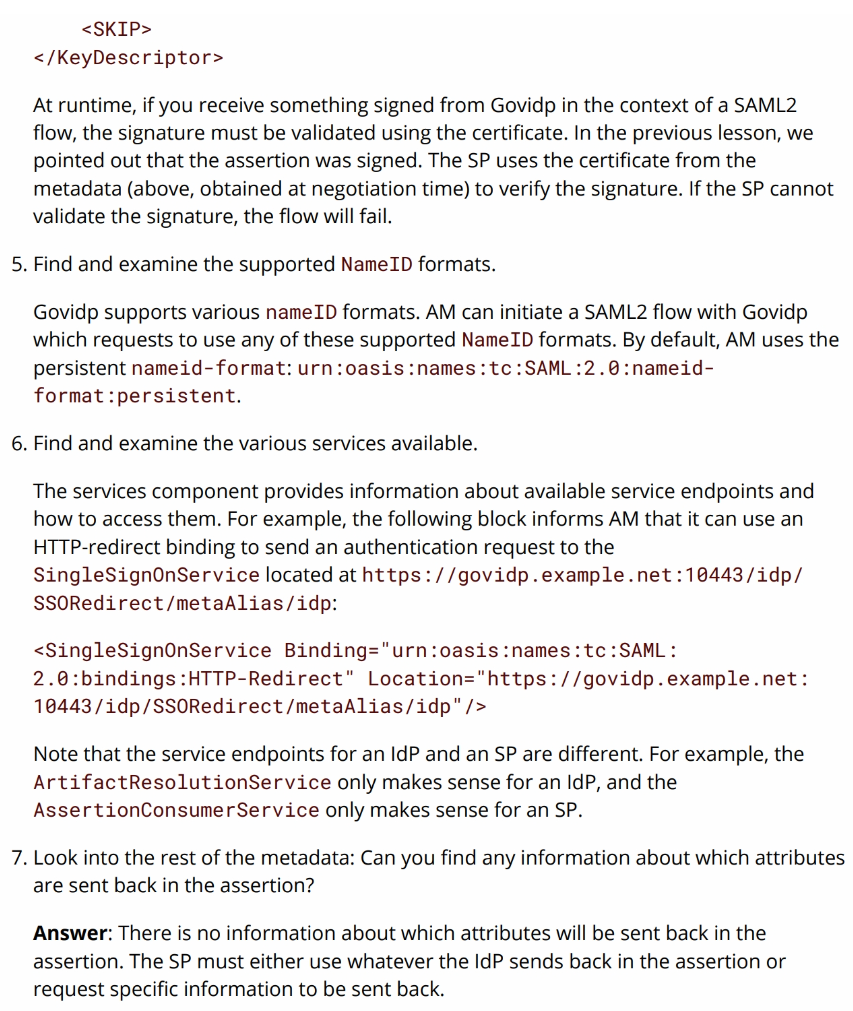 <SKIP>
</KeyDescriptor>
At runtime, if you receive something signed from Govidp in the context of a SAML2
flow, the signature must be validated using the certificate. In the previous lesson, we
pointed out that the assertion was signed. The SP uses the certificate from the
metadata (above, obtained at negotiation time) to verify the signature. If the SP cannot
validate the signature, the flow will fail.
5. Find and examine the supported NameID formats.
Govidp supports various nameID formats. AM can initiate a SAML2 flow with Govidp
which requests to use any of these supported NameID formats. By default, AM uses the
persistent nameid-format: urn:oasis:names:tc:SAML:2.0:nameid-
format:persistent.
6. Find and examine the various services available.
The services component provides information about available service endpoints and
how to access them. For example, the following block informs AM that it can use an
HTTP-redirect binding to send an authentication request to the
SingleSignOnService located at https://govidp.example.net:10443/idp/
SSORedirect/metaAlias/idp:
<SingleSignOnService Binding="urn:oasis:names:tc:SAML:
2.0:bindings:HTTP-Redirect" Location="https://govidp.example.net:
10443/idp/SSORedirect/metaAlias/idp"/>
Note that the service endpoints for an IdP and an SP are different. For example, the
ArtifactResolutionService only makes sense for an IdP, and the
AssertionConsumerService only makes sense for an SP.
7. Look into the rest of the metadata: Can you find any information about which attributes
are sent back in the assertion?
Answer: There is no information about which attributes will be sent back in the
assertion. The SP must either use whatever the IdP sends back in the assertion or
request specific information to be sent back.